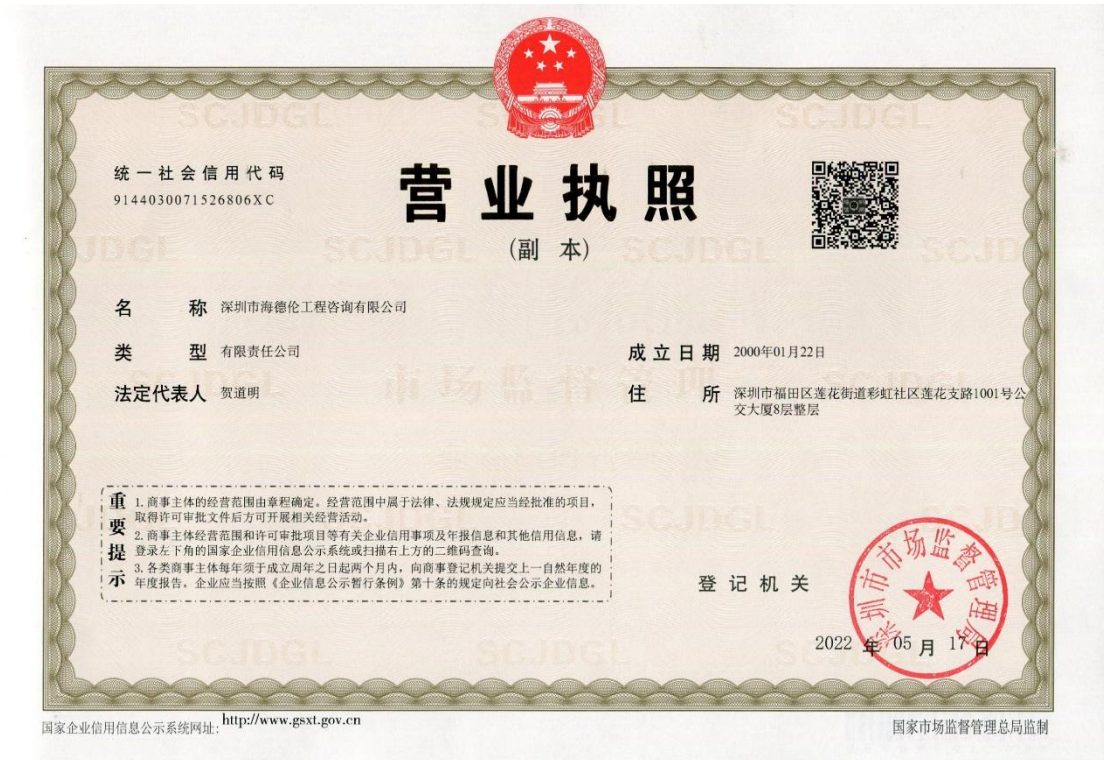 统一社会信用代码
9144030071526806XC
营业执照
(副 本)
名 称 深圳市海德伦工程咨询有限公司
类 型 有限责任公司
成立日期 2000年01月22日
法定代表人 贺道明
住 所 深圳市福田区莲花街道彩虹社区莲花支路1001号公
交大厦8层整层
SCJDGL
市场监督管理
重要提示
1. 商事主体的经营范围由章程确定。经营范围中属于法律、法规规定应当经批准的项目,
取得许可审批文件后方可开展相关经营活动。
2. 商事主体经营范围和许可审批项目等有关企业信用事项及年报信息和其他信用信息,请
登录左下角的国家企业信用信息公示系统或扫描右上方的二维码查询。
3. 各类商事主体每年须于成立周年之日起两个月内,向商事登记机关提交上一自然年度的
年度报告。企业应当按照《企业信息公示暂行条例》第十条的规定向社会公示企业信息。
登记机关
深圳市市场监督管理局
2022 年 05 月 17 日
国家企业信用信息公示系统网址: http://www.gsxt.gov.cn
国家市场监督管理总局监制